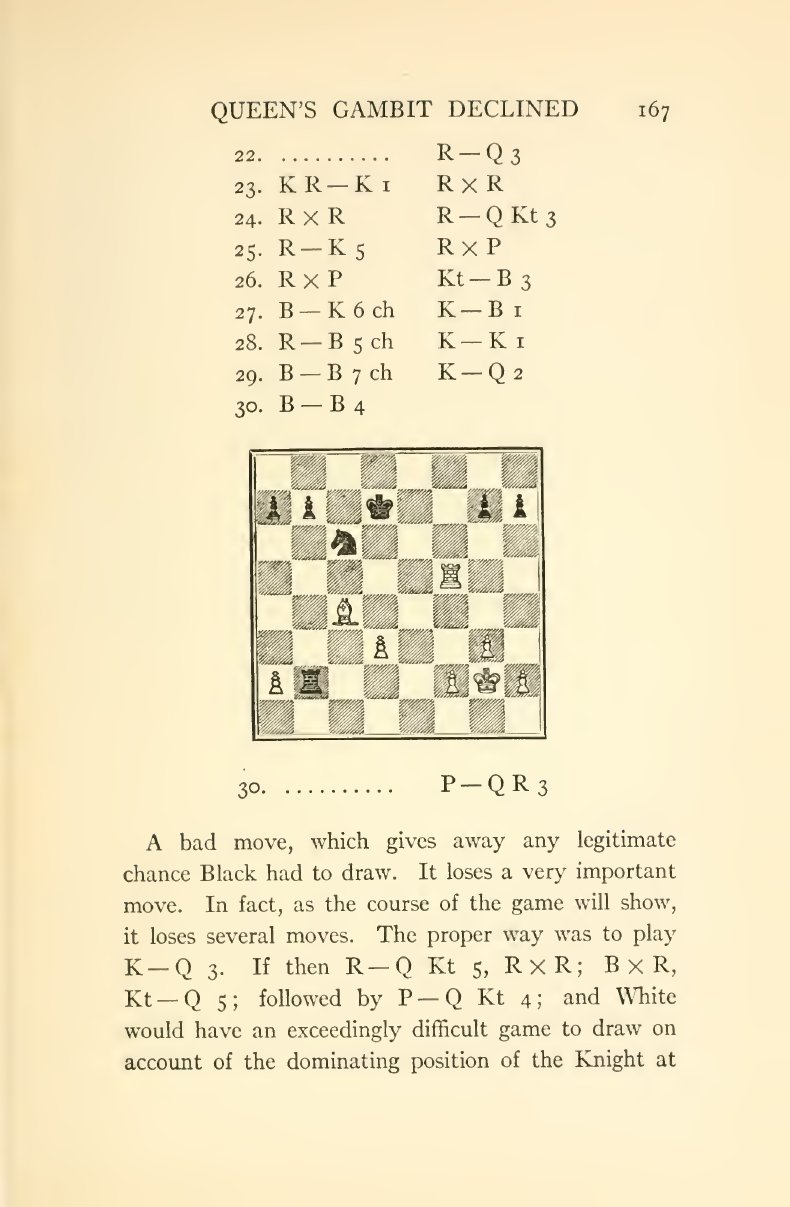 QUEEN'S GAMBIT DECLINED 167
22. .......... R—Q 3
23. K R—K 1 R × R
24. R × R R—Q Kt 3
25. R—K 5 R × P
26. R × P Kt—B 3
27. B—K 6 ch K—B 1
28. R—B 5 ch K—K 1
29. B—B 7 ch K—Q 2
30. B—B 4
30. .......... P—Q R 3
A bad move, which gives away any legitimate
chance Black had to draw. It loses a very important
move. In fact, as the course of the game will show,
it loses several moves. The proper way was to play
K—Q 3. If then R—Q Kt 5, R × R; B × R,
Kt—Q 5; followed by P—Q Kt 4; and White
would have an exceedingly difficult game to draw on
account of the dominating position of the Knight at